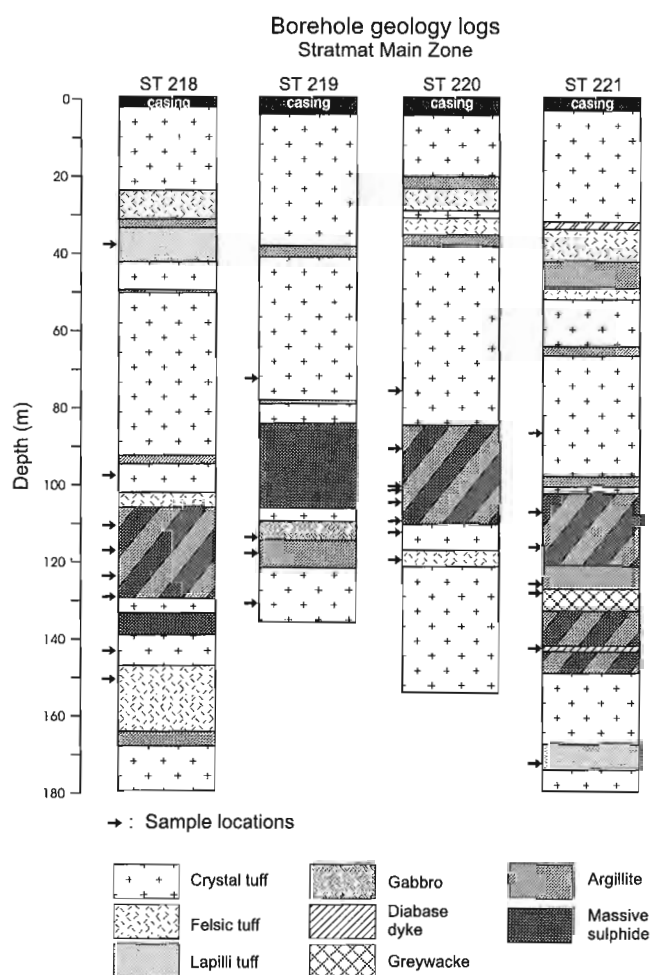 Borehole geology logs
Stratmat Main Zone
ST 218
ST 219
ST 220
ST 221
casing
casing
casing
casing
Depth (m)
0
20
40
60
80
100
120
140
160
180
→ : Sample locations
Crystal tuff
Gabbro
Argillite
Felsic tuff
Diabase
dyke
Massive
sulphide
Lapilli tuff
Greywacke